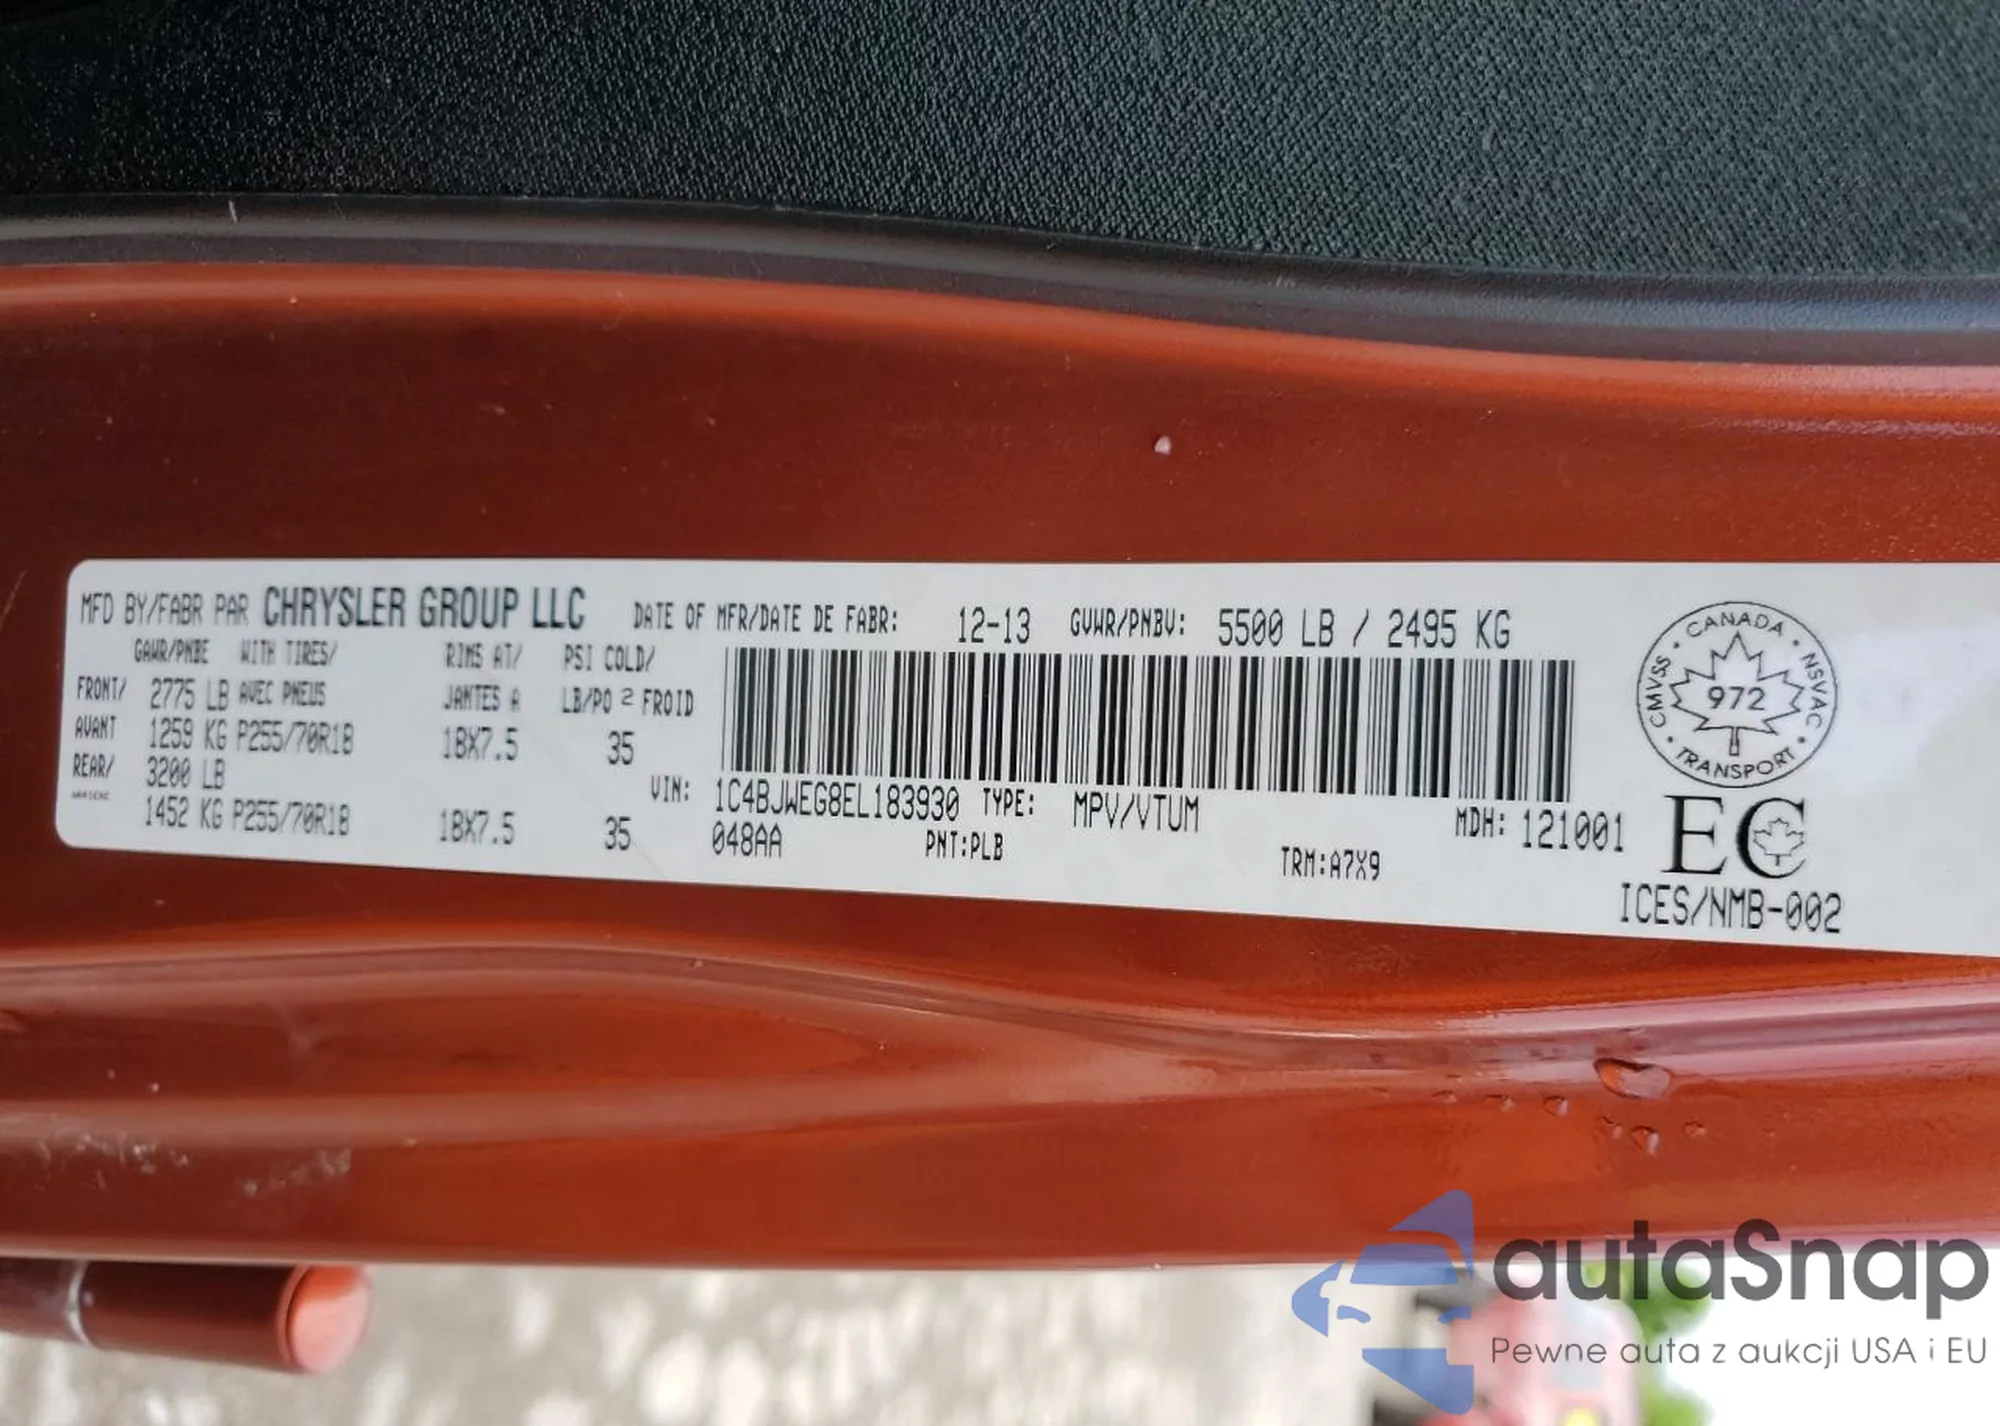 MFD BY/FABR PAR CHRYSLER GROUP LLC DATE OF MFR/DATE DE FABR: 12-13 GVWR/PNBV: 5500 LB / 2495 KG
GAWR/PNBE WITH TIRES/ RIMS AT/ PSI COLD/
FRONT/ 2775 LB AVEC PNEUS JANTES A LB/PO 2 FROID
AVANT 1259 KG P255/70R18 18X7.5 35
REAR/ 3200 LB
1452 KG P255/70R18 18X7.5 35
VIN: 1C4BJWEG8EL183930 TYPE: MPV/VTUM MDH: 121001
048AA PNT:PLB TRM:A7X9
CANADA
CMVSS 972 NSVAC
TRANSPORT
EC
ICES/NMB-002
autaSnap
Pewne auta z aukcji USA i EU